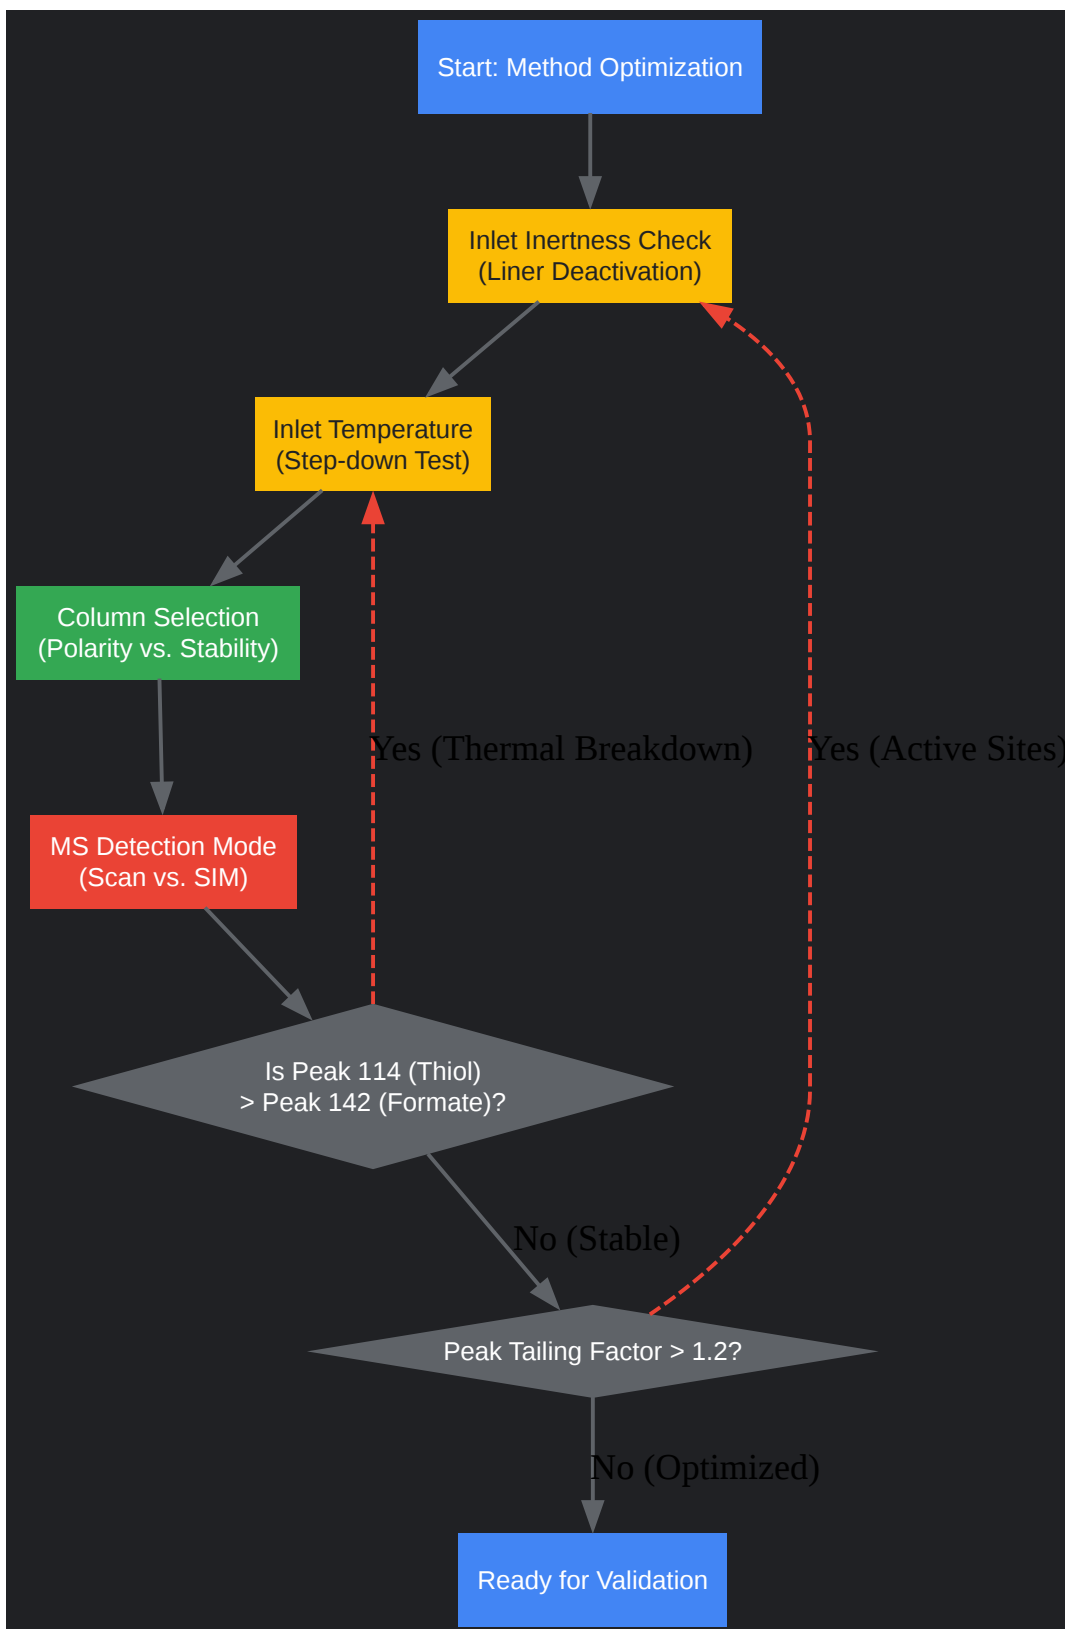 Start: Method Optimization
Inlet Inertness Check
(Liner Deactivation)
Inlet Temperature
(Step-down Test)
Column Selection
(Polarity vs. Stability)
Yes (Thermal Breakdown)
Yes (Active Sites)
MS Detection Mode
(Scan vs. SIM)
Is Peak 114 (Thiol)
> Peak 142 (Formate)?
No (Stable)
Peak Tailing Factor > 1.2?
No (Optimized)
Ready for Validation